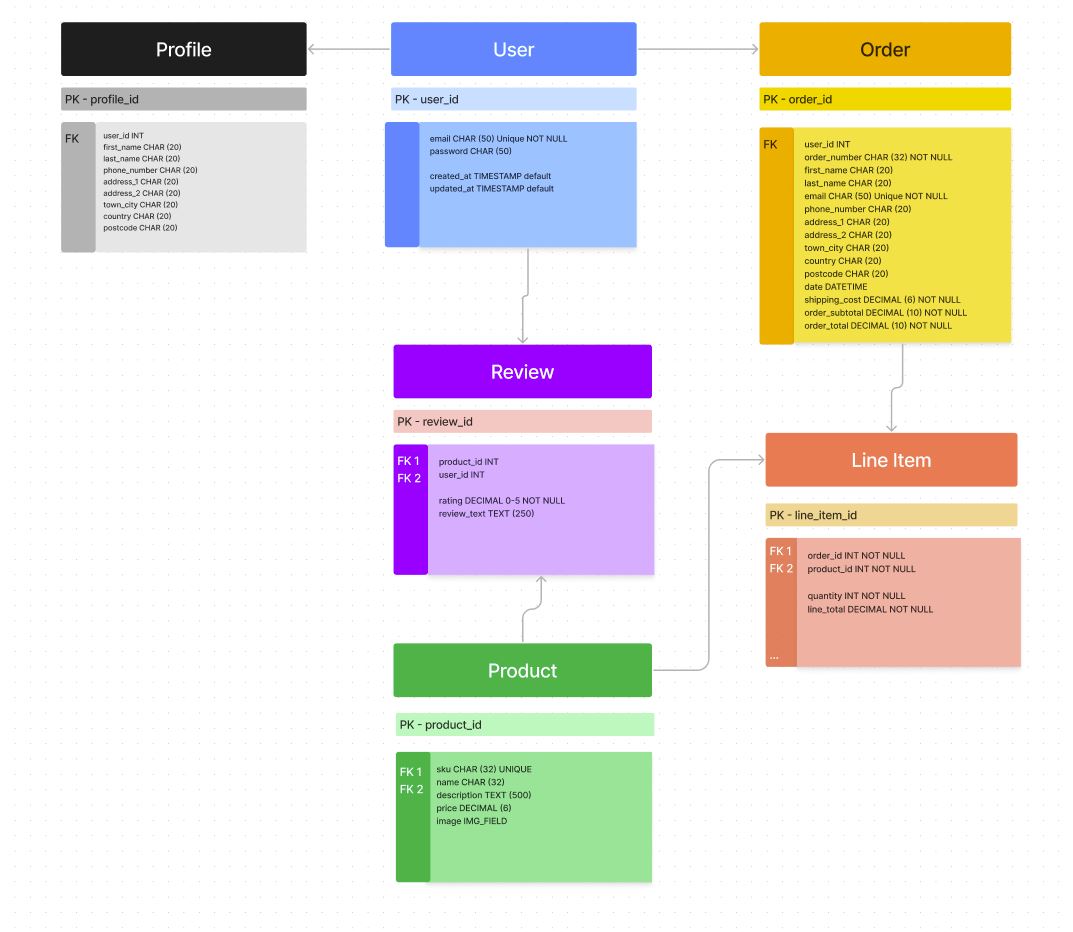 Profile
PK - profile_id
FK
user_id INT
first_name CHAR (20)
last_name CHAR (20)
phone_number CHAR (20)
address_1 CHAR (20)
address_2 CHAR (20)
town_city CHAR (20)
country CHAR (20)
postcode CHAR (20)
User
PK - user_id
email CHAR (50) Unique NOT NULL
password CHAR (50)
created_at TIMESTAMP default
updated_at TIMESTAMP default
Order
PK - order_id
FK
user_id INT
order_number CHAR (32) NOT NULL
first_name CHAR (20)
last_name CHAR (20)
email CHAR (50) Unique NOT NULL
phone_number CHAR (20)
address_1 CHAR (20)
address_2 CHAR (20)
town_city CHAR (20)
country CHAR (20)
postcode CHAR (20)
date DATETIME
shipping_cost DECIMAL (6) NOT NULL
order_subtotal DECIMAL (10) NOT NULL
order_total DECIMAL (10) NOT NULL
Review
PK - review_id
FK 1
FK 2
product_id INT
user_id INT
rating DECIMAL 0-5 NOT NULL
review_text TEXT (250)
Line Item
PK - line_item_id
FK 1
FK 2
...
order_id INT NOT NULL
product_id INT NOT NULL
quantity INT NOT NULL
line_total DECIMAL NOT NULL
Product
PK - product_id
FK 1
FK 2
sku CHAR (32) UNIQUE
name CHAR (32)
description TEXT (500)
price DECIMAL (6)
image IMG_FIELD